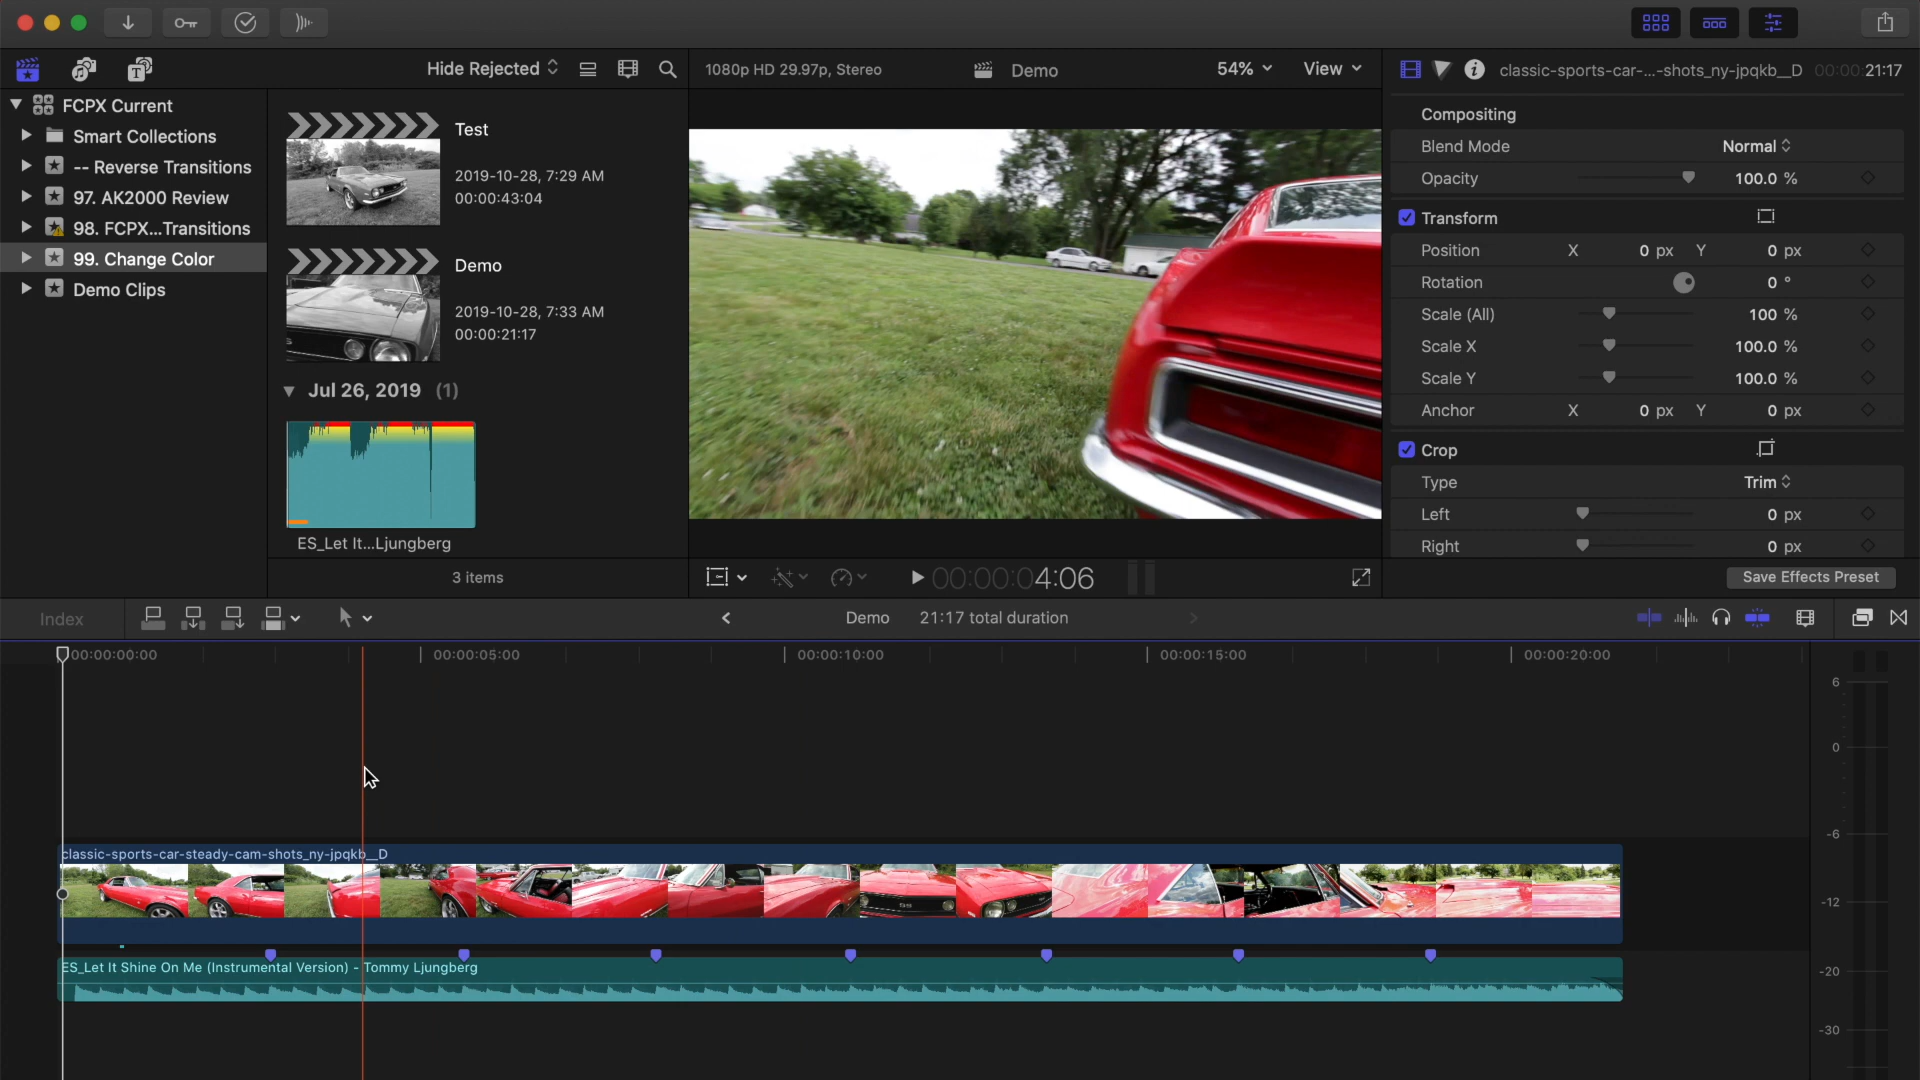 Hide Rejected
1080p HD 29.97p, Stereo
Demo
54%
View
classic-sports-car-...-shots_ny-jpqkb__D
00:00:21:17
FCPX Current
Smart Collections
-- Reverse Transitions
97. AK2000 Review
98. FCPX...Transitions
99. Change Color
Demo Clips
Test
2019-10-28, 7:29 AM
00:00:43:04
Demo
2019-10-28, 7:33 AM
00:00:21:17
Jul 26, 2019 (1)
ES_Let It...Ljungberg
3 items
00:00:04:06
Compositing
Blend Mode Normal
Opacity 100.0 %
Transform
Position X 0 px Y 0 px
Rotation 0 °
Scale (All) 100 %
Scale X 100.0 %
Scale Y 100.0 %
Anchor X 0 px Y 0 px
Crop
Type Trim
Left 0 px
Right 0 px
Save Effects Preset
Index
Demo 21:17 total duration
00:00:00:00
00:00:05:00
00:00:10:00
00:00:15:00
00:00:20:00
classic-sports-car-steady-cam-shots_ny-jpqkb__D
ES_Let It Shine On Me (Instrumental Version) - Tommy Ljungberg
6
0
-6
-12
-20
-30